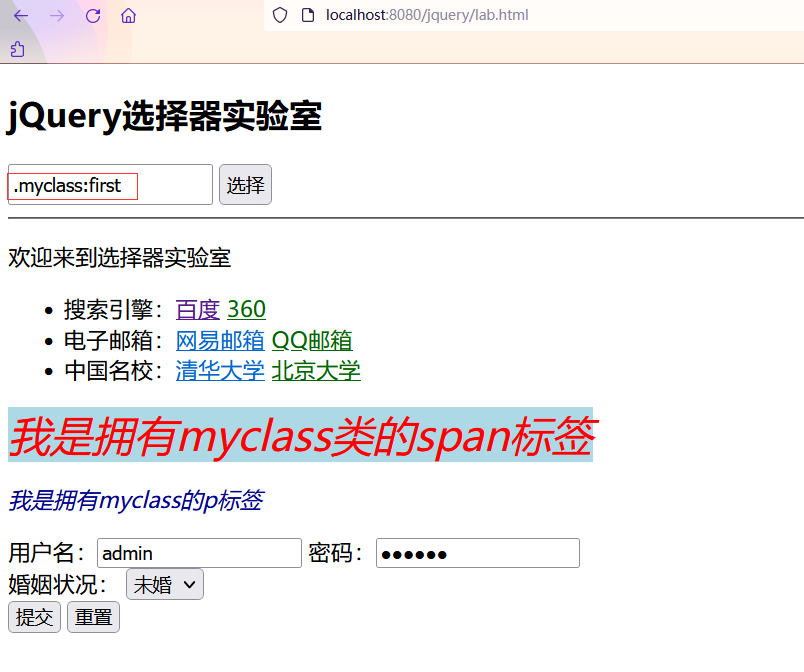 localhost:8080/jquery/lab.html
jQuery选择器实验室
.myclass:first 选择
欢迎来到选择器实验室
搜索引擎：百度 360
电子邮箱：网易邮箱 QQ邮箱
中国名校：清华大学 北京大学
我是拥有myclass类的span标签
我是拥有myclass的p标签
用户名：admin 密码：●●●●●●
婚姻状况： 未婚
提交 重置